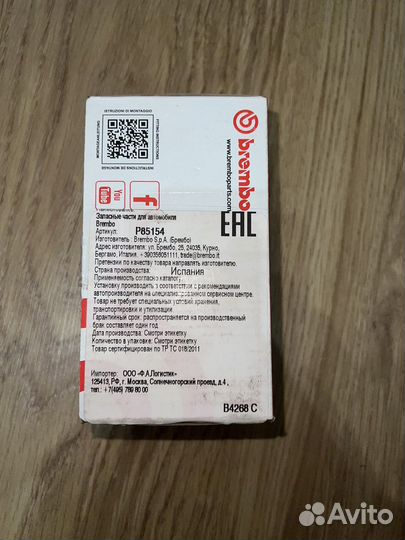 ISTRUZIONI DI MONTAGGIO
FITTING INSTRUCTIONS
MONTAGEANLEITUNG
brembo
www.bremboparts.com
You
Tube
f
EAC
Запасные части для автомобиля
Brembo
Артикул: P85154
Изготовитель : Brembo S.p.A. (Брембо)
Адрес изготовителя: ул. Брембо, 25, 24035, Курно,
Бергамо, Италия. + 390356051111, trade@brembo.it
Претензии по качеству товара направлять изготовителю.
Страна производства: Испания
Применяемость согласно каталогу.
Установку производить в соответствии с рекомендациями
автопроизводителя на специализированном сервисном центре.
Товар не требует специальных условий хранения,
транспортировки и утилизации
Гарантийный срок: распространяется на производственный
брак составляет один год
Дата производства: Смотри этикетку
Количество в упаковке: Смотри этикетку
Товар сертифицирован по ТР ТС 018/2011
Импортер: ООО «Ф.А.Логистик»
125413, РФ, г. Москва, Солнечногорский проезд, д.4 ,
тел.: +7(495) 789 80 00
B4268 C
Avito